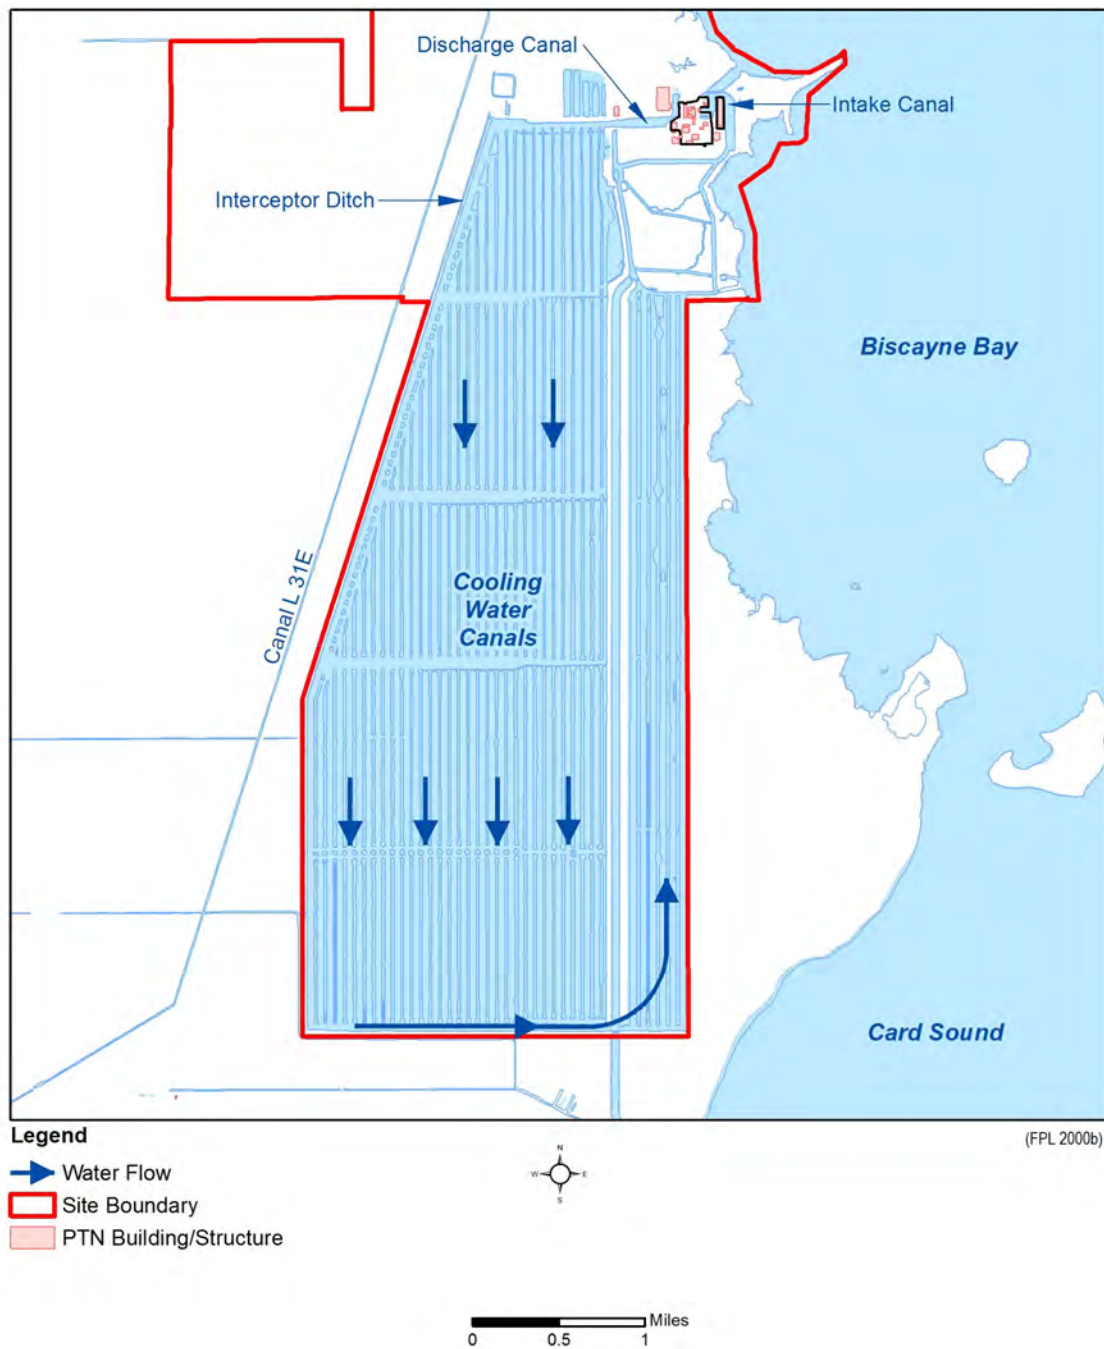 Discharge Canal
Intake Canal
Interceptor Ditch
Biscayne Bay
Canal L 31E
Cooling
Water
Canals
Card Sound
Legend
(FPL 2000b)
Water Flow
Site Boundary
PTN Building/Structure
N
W
E
S
Miles
0
0.5
1